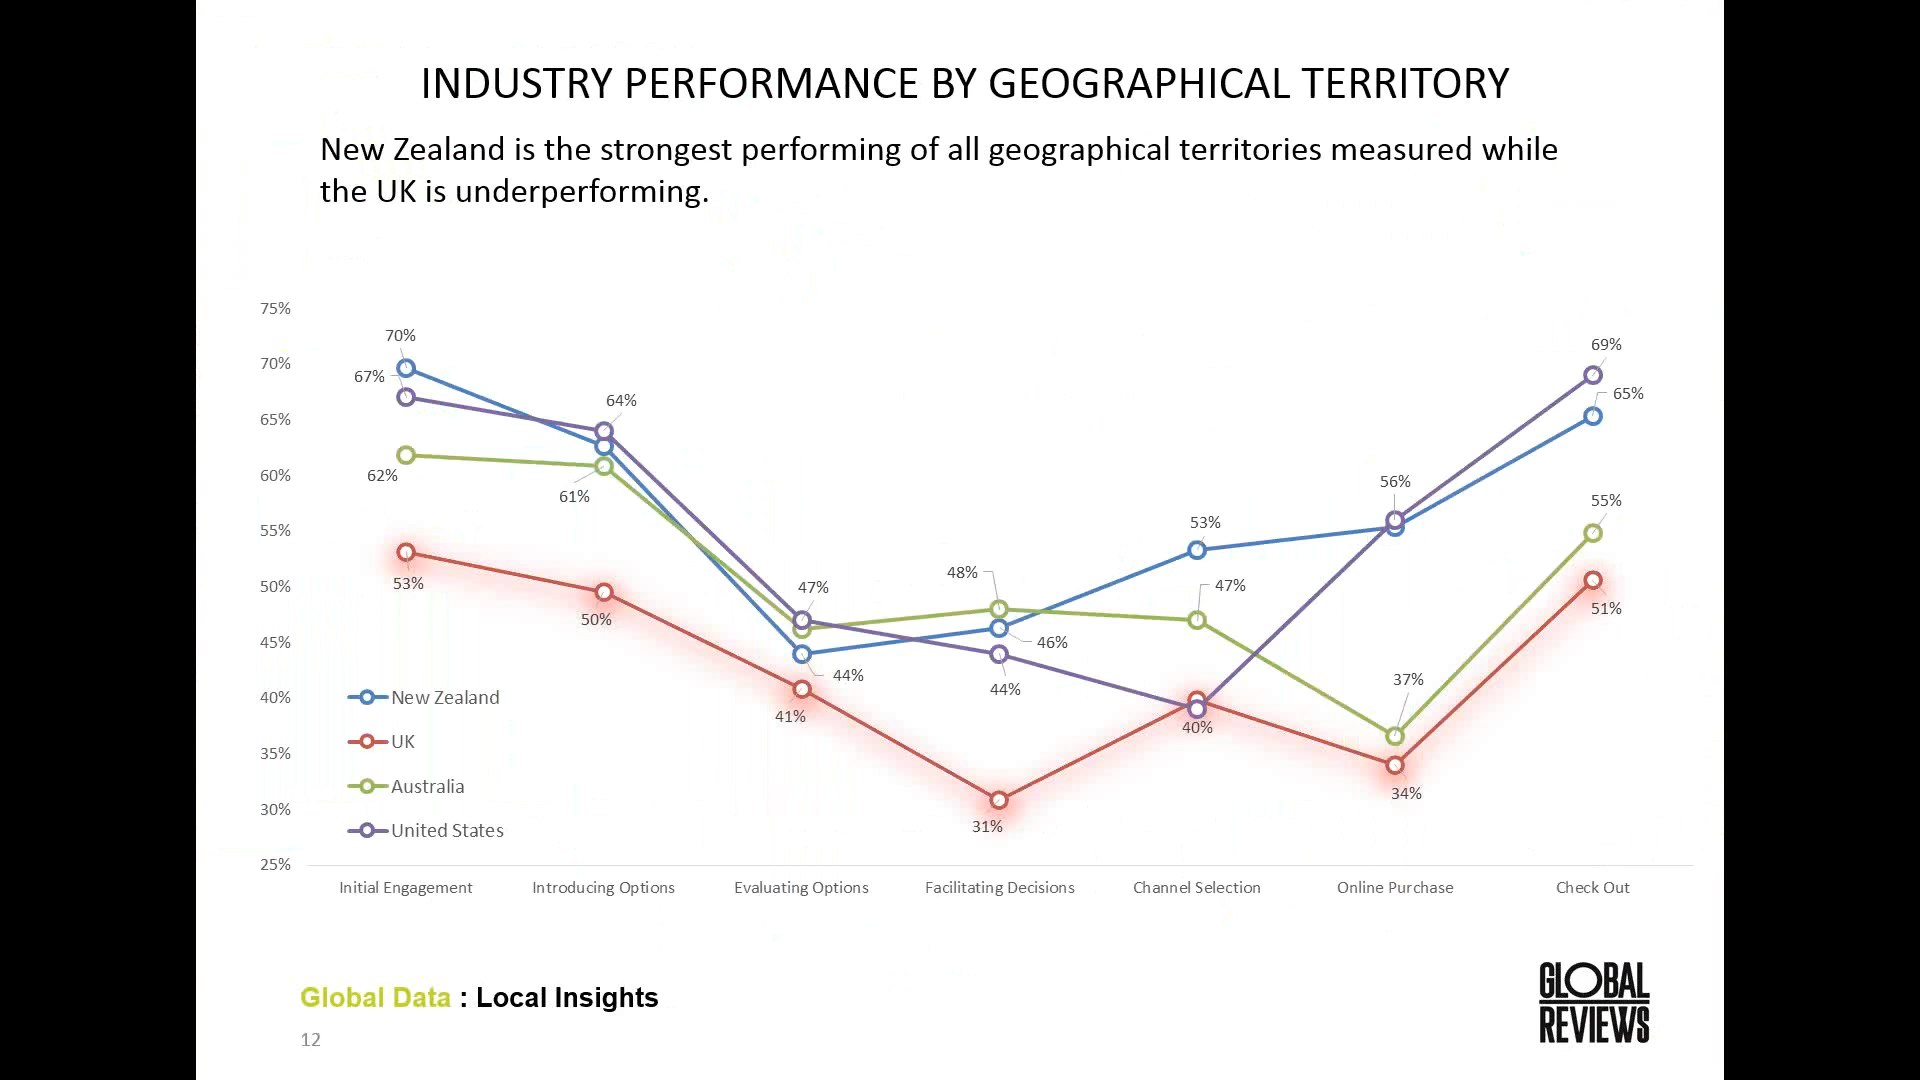 INDUSTRY PERFORMANCE BY GEOGRAPHICAL TERRITORY
New Zealand is the strongest performing of all geographical territories measured while
the UK is underperforming.
75%
70%
65%
60%
55%
50%
45%
40%
35%
30%
25%
70%
67%
62%
53%
64%
61%
50%
47%
44%
41%
48%
46%
44%
31%
53%
47%
40%
56%
37%
34%
69%
65%
55%
51%
New Zealand
UK
Australia
United States
Initial Engagement
Introducing Options
Evaluating Options
Facilitating Decisions
Channel Selection
Online Purchase
Check Out
Global Data : Local Insights
12
GLOBAL
REVIEWS